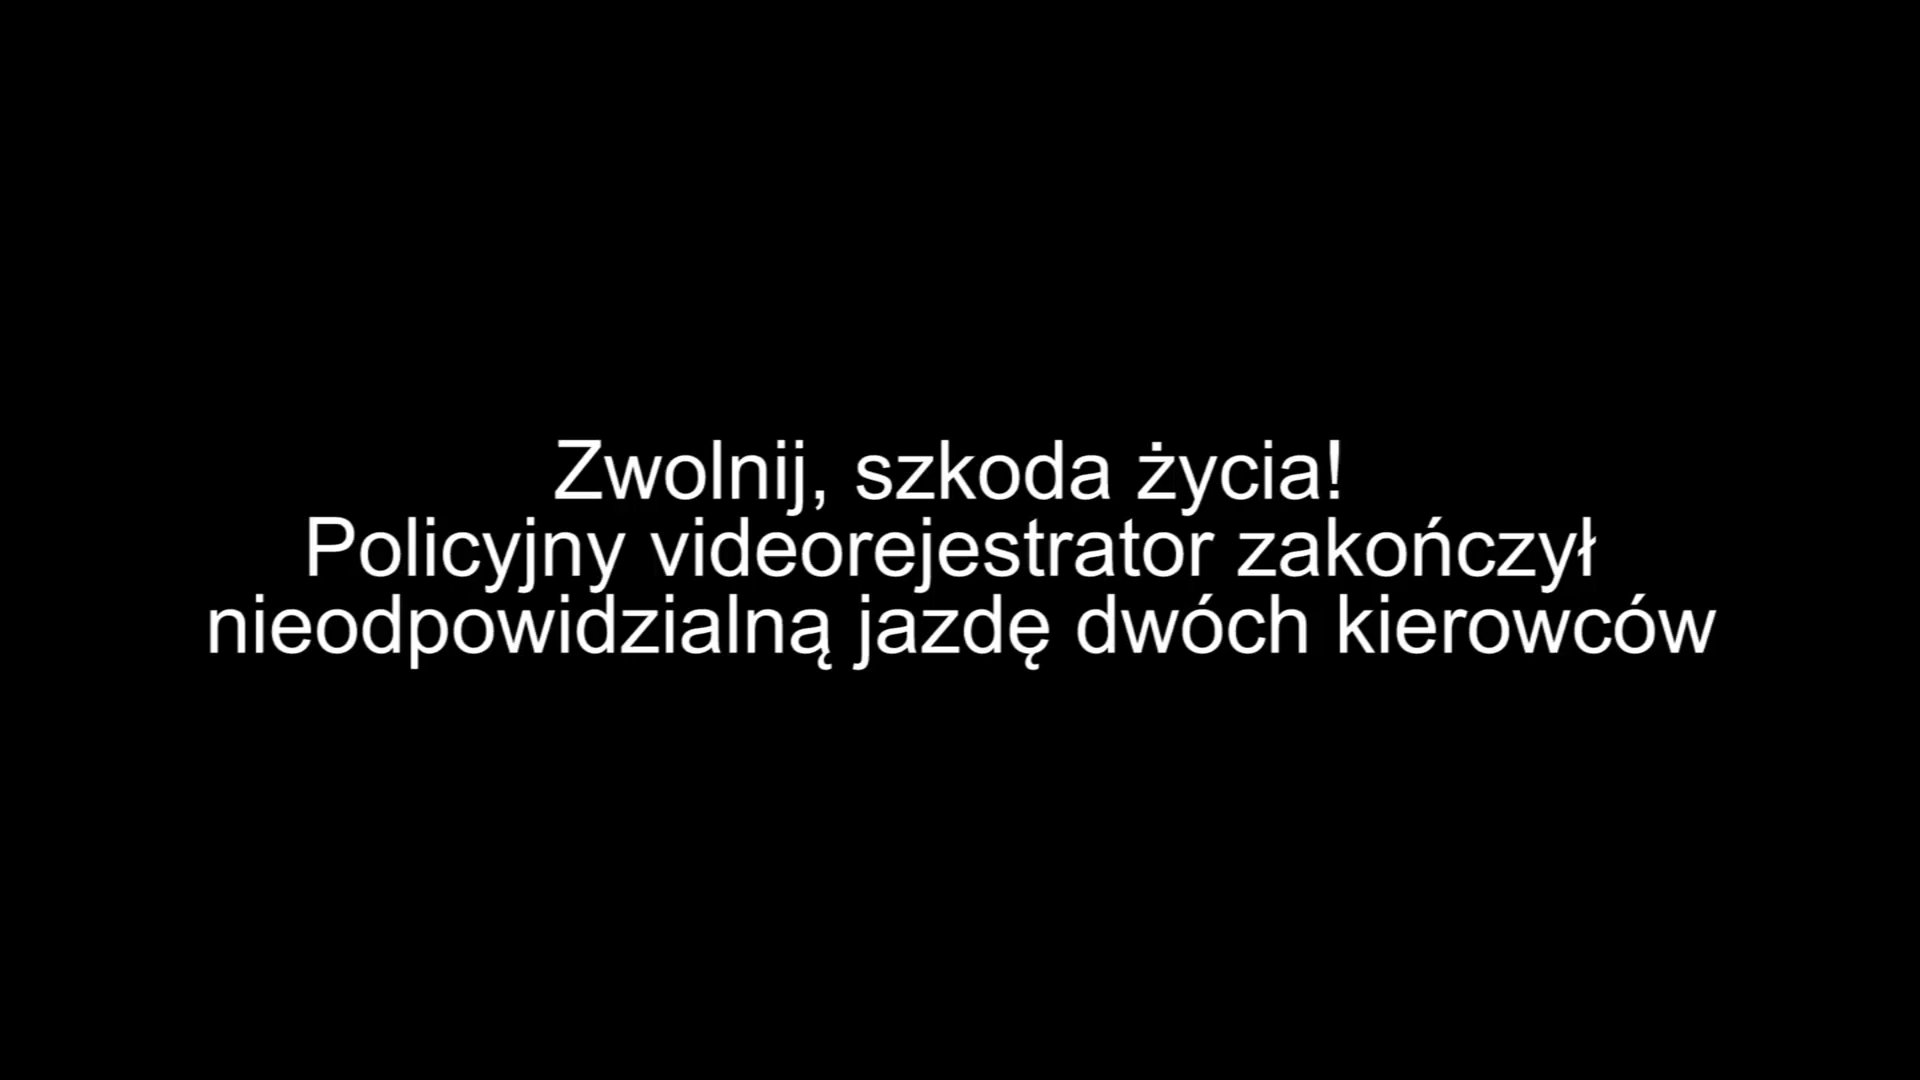 Zwolnij, szkoda życia!
Policyjny videorejestrator zakończył
nieodpowidzialną jazdę dwóch kierowców